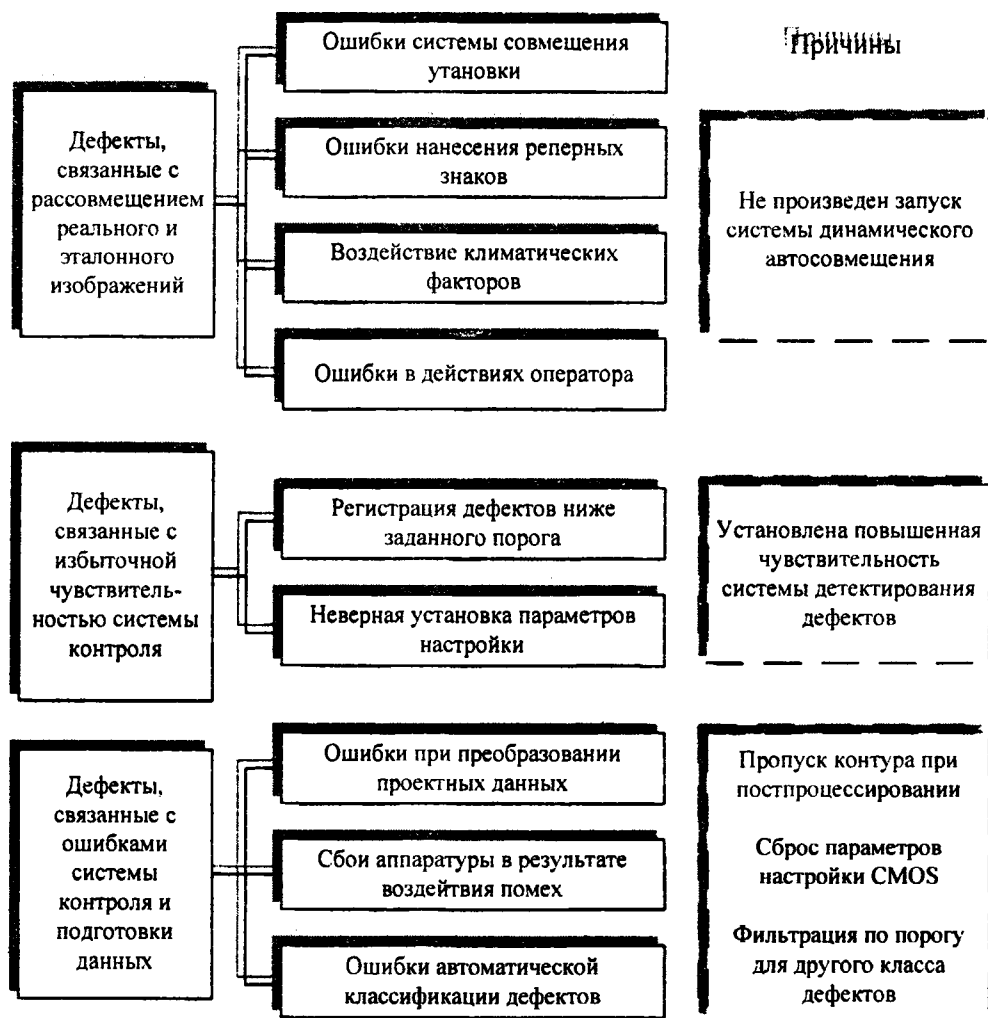 Причины
Дефекты,
связанные с
рассовмещением
реального и
эталонного
изображений
Ошибки системы совмещения
утановки
Ошибки нанесения реперных
знаков
Воздействие климатических
факторов
Ошибки в действиях оператора
Не произведен запуск
системы динамического
автосовмещения
Дефекты,
связанные с
избыточной
чувствитель-
ностью системы
контроля
Регистрация дефектов ниже
заданного порога
Неверная установка параметров
настройки
Установлена повышенная
чувствительность
системы детектирования
дефектов
Дефекты,
связанные с
ошибками
системы
контроля и
подготовки
данных
Ошибки при преобразовании
проектных данных
Сбои аппаратуры в результате
воздейтвия помех
Ошибки автоматической
классификации дефектов
Пропуск контура при
постпроцессировании
Сброс параметров
настройки CMOS
Фильтрация по порогу
для другого класса
дефектов